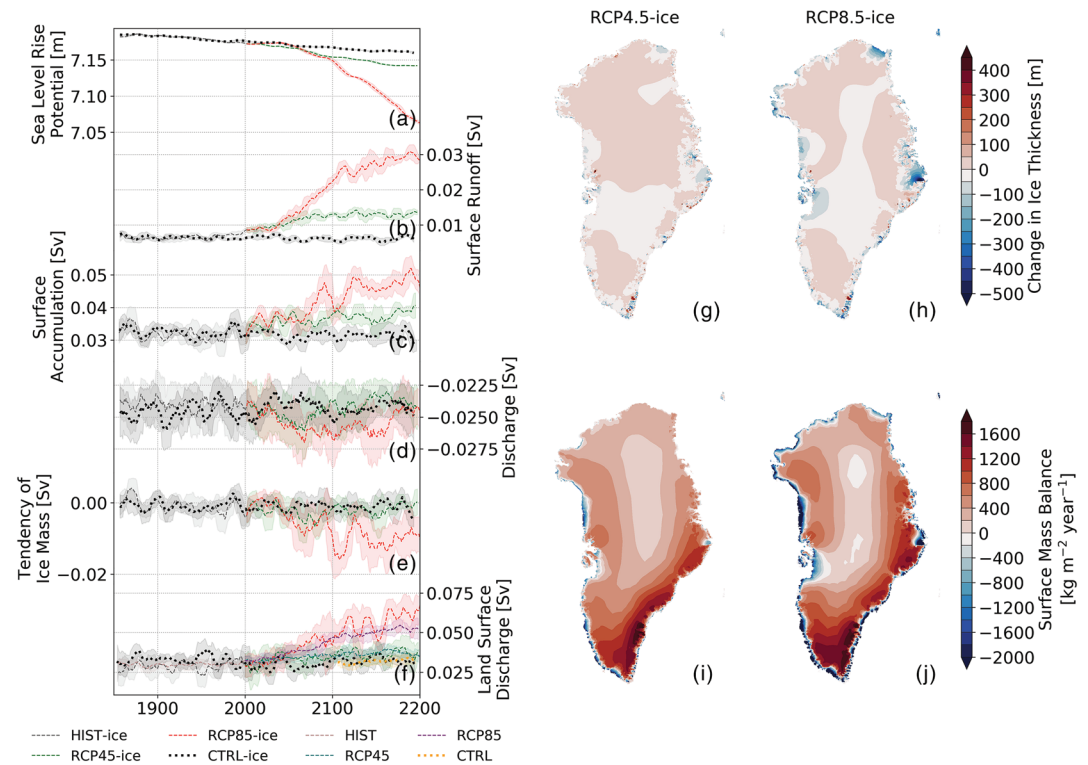 RCP4.5-ice
RCP8.5-ice
Sea Level Rise
Potential [m]
7.15
7.10
7.05
(a)
Surface Runoff [Sv]
0.03
0.02
0.01
(b)
Surface
Accumulation [Sv]
0.05
0.04
0.03
(c)
Discharge [Sv]
−0.0225
−0.0250
−0.0275
(d)
Tendency of
Ice Mass [Sv]
0.00
−0.02
(e)
Land Surface
Discharge [Sv]
0.075
0.050
0.025
(f)
1900
2000
2100
2200
HIST-ice
RCP85-ice
HIST
RCP85
RCP45-ice
CTRL-ice
RCP45
CTRL
(g)
(h)
400
300
200
100
0
−100
−200
−300
−400
−500
Change in Ice Thickness [m]
(i)
(j)
1600
1200
800
400
0
−400
−800
−1200
−1600
−2000
Surface Mass Balance
[kg m−2 year−1]